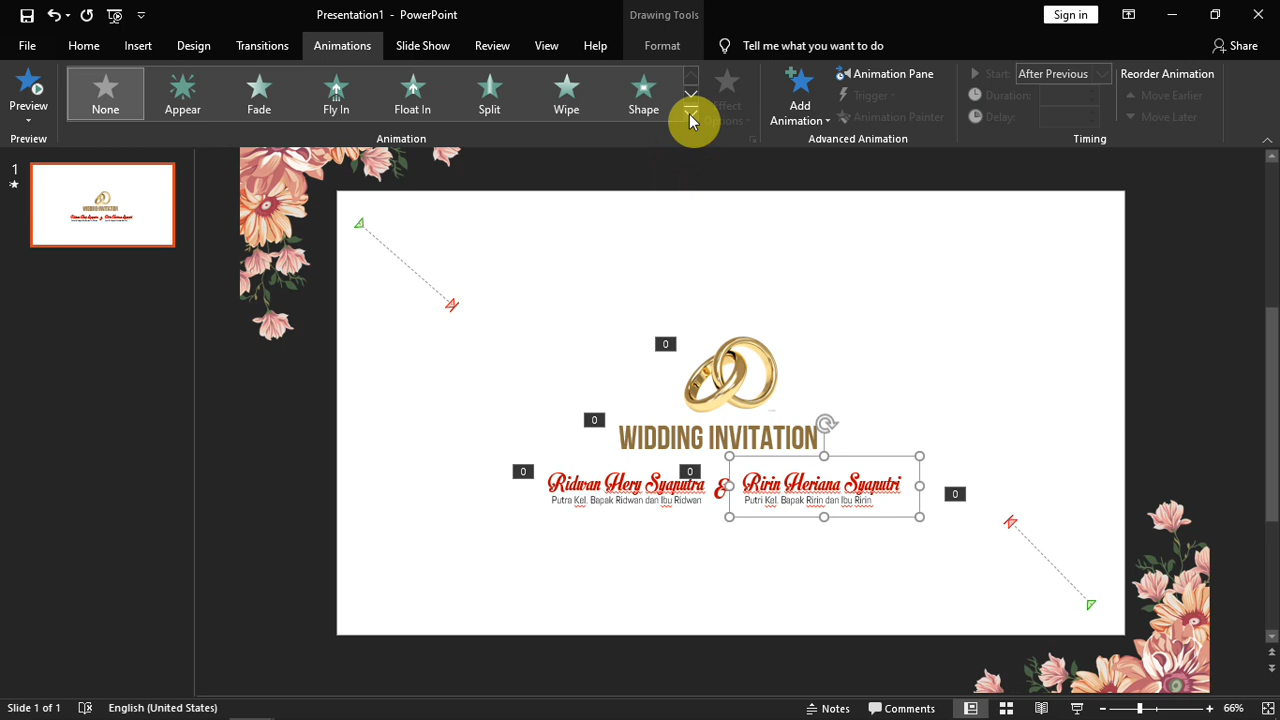 Presentation1 - PowerPoint
Drawing Tools
Sign in
File Home Insert Design Transitions Animations Slide Show Review View Help Format Tell me what you want to do Share
Preview
None Appear Fade Fly In Float In Split Wipe Shape
Effect Options
Add Animation
Animation Pane
Trigger
Animation Painter
Start: After Previous
Duration:
Delay:
Reorder Animation
Move Earlier
Move Later
Preview Animation Advanced Animation Timing
1
0
0
WIDDING INVITATION
0 0
Ridwan Hery Syaputra & Ririn Heriana Syaputri
Putra Kel. Bapak Ridwan dan Ibu Ridwan Putri Kel. Bapak Ririn dan Ibu Ririn
0
Slide 1 of 1 English (United States) Notes Comments 66%